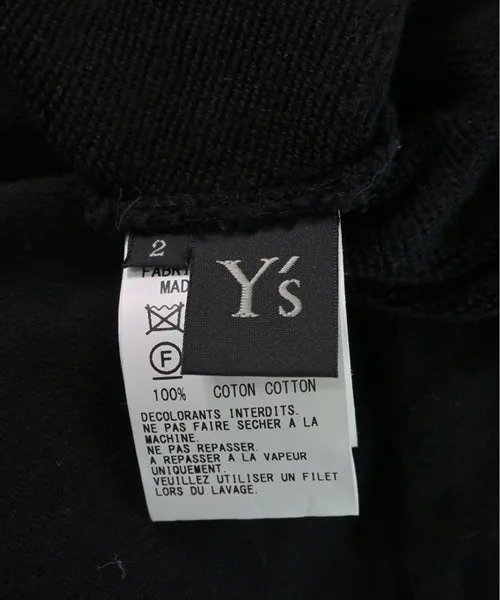 2
Y's
FABRI
MAD
F
100% COTON COTTON
DECOLORANTS INTERDITS.
NE PAS FAIRE SECHER A LA
MACHINE.
NE PAS REPASSER.
A REPASSER A LA VAPEUR
UNIQUEMENT.
VEUILLEZ UTILISER UN FILET
LORS DU LAVAGE.